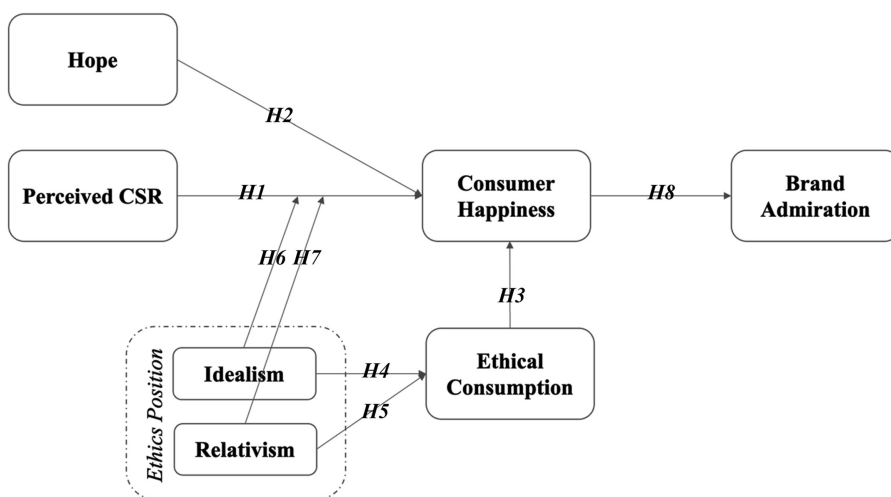 Hope
H2
Perceived CSR
H1
Consumer
Happiness
H8
Brand
Admiration
H6
H7
H3
Ethics Position
Idealism
H4
Ethical
Consumption
H5
Relativism